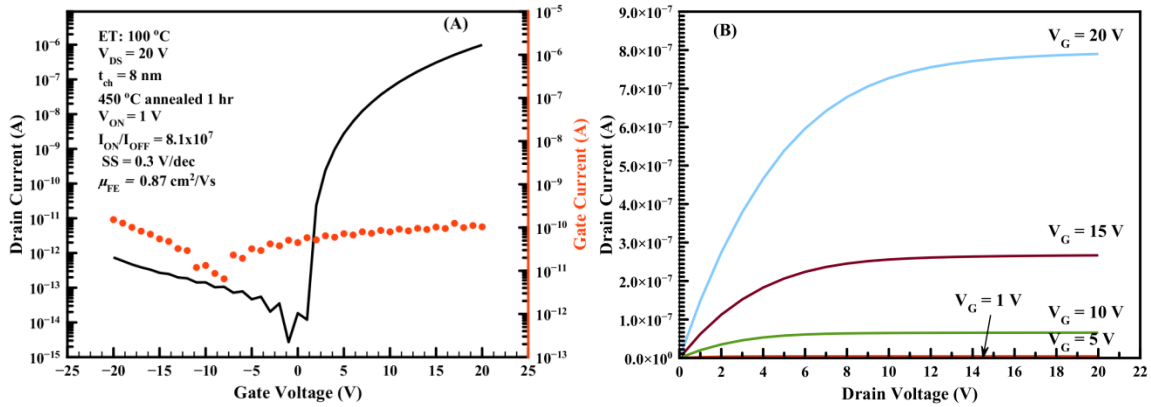 (A)
ET: 100 °C
V_DS = 20 V
t_ch = 8 nm
450 °C annealed 1 hr
V_ON = 1 V
I_ON/I_OFF = 8.1x10⁷
SS = 0.3 V/dec
μ_FE = 0.87 cm²/Vs
Drain Current (A)
10⁻⁶
10⁻⁷
10⁻⁸
10⁻⁹
10⁻¹⁰
10⁻¹¹
10⁻¹²
10⁻¹³
10⁻¹⁴
10⁻¹⁵
−25 −20 −15 −10 −5 0 5 10 15 20 25
Gate Voltage (V)
10⁻⁵
10⁻⁶
10⁻⁷
10⁻⁸
10⁻⁹
10⁻¹⁰
10⁻¹¹
10⁻¹²
10⁻¹³
Gate Current (A)
(B)
Drain Current (A)
9.0×10⁻⁷
8.0×10⁻⁷
7.0×10⁻⁷
6.0×10⁻⁷
5.0×10⁻⁷
4.0×10⁻⁷
3.0×10⁻⁷
2.0×10⁻⁷
1.0×10⁻⁷
0.0×10⁰
V_G = 20 V
V_G = 15 V
V_G = 1 V
V_G = 10 V
V_G = 5 V
0 2 4 6 8 10 12 14 16 18 20 22
Drain Voltage (V)